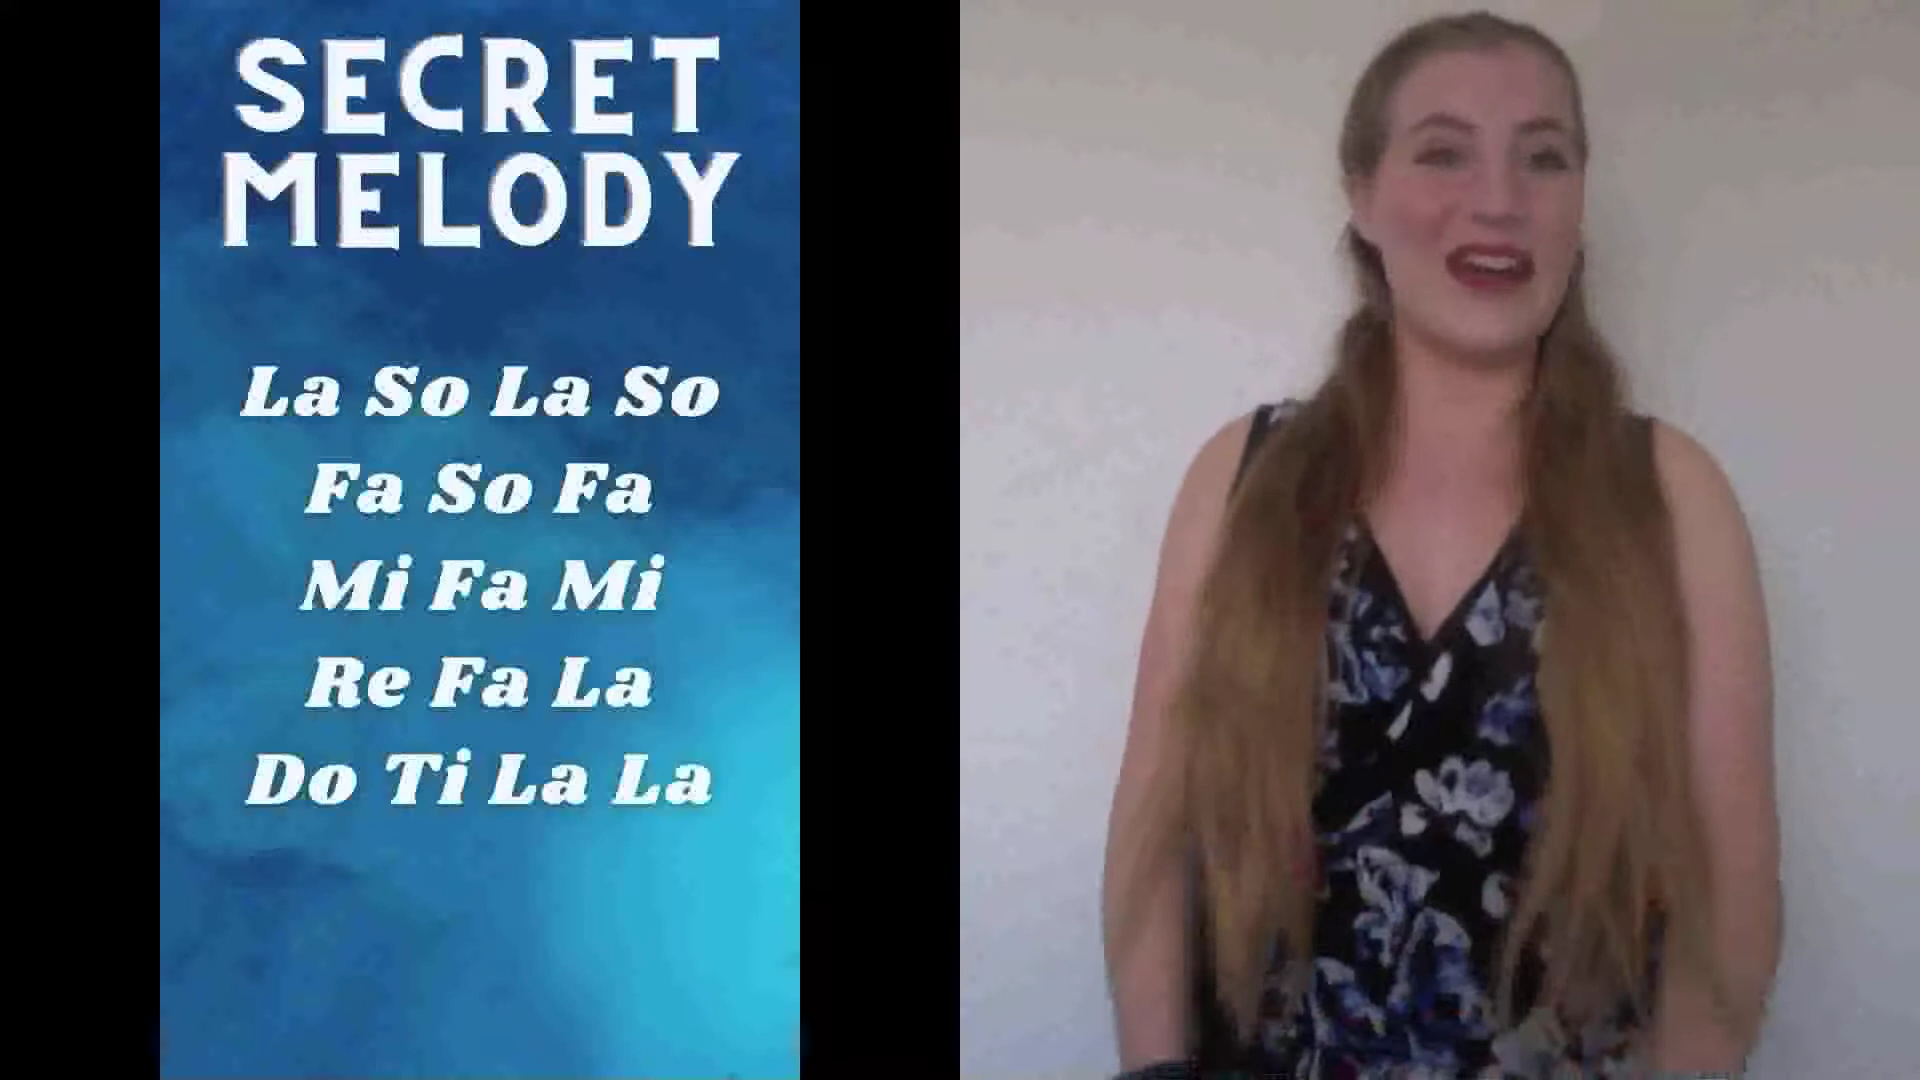 SECRET
MELODY
La So La So
Fa So Fa
Mi Fa Mi
Re Fa La
Do Ti La La